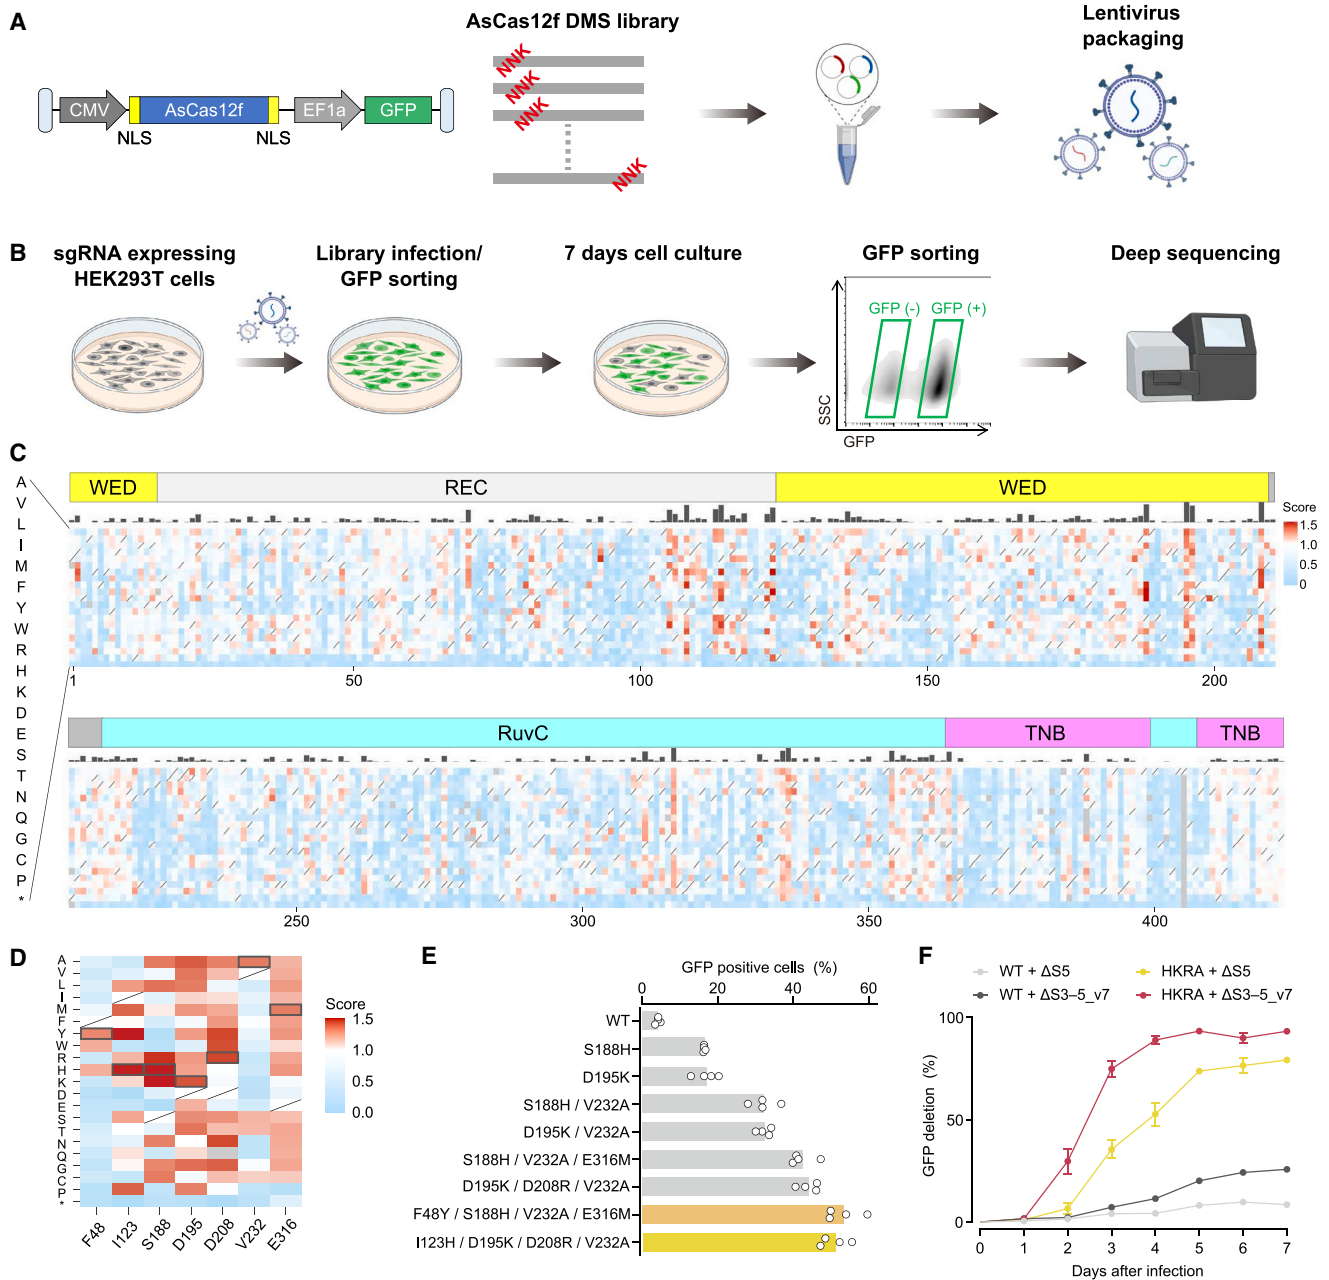 A
AsCas12f DMS library
Lentivirus
packaging
CMV
AsCas12f
EF1a
GFP
NLS
NLS
NNK
NNK
NNK
NNK
B
sgRNA expressing
HEK293T cells
Library infection/
GFP sorting
7 days cell culture
GFP sorting
Deep sequencing
GFP (-)
GFP (+)
SSC
GFP
C
A
V
L
I
M
F
Y
W
R
H
K
D
E
S
T
N
Q
G
C
P
*
WED
REC
WED
Score
1.5
1.0
0.5
0
1
50
100
150
200
RuvC
TNB
TNB
250
300
350
400
D
A
V
L
I
M
F
Y
W
R
H
K
D
E
S
T
N
Q
G
C
P
*
F48
I123
S188
D195
D208
V232
E316
Score
1.5
1.0
0.5
0.0
E
GFP positive cells (%)
0
20
40
60
WT
S188H
D195K
S188H / V232A
D195K / V232A
S188H / V232A / E316M
D195K / D208R / V232A
F48Y / S188H / V232A / E316M
I123H / D195K / D208R / V232A
F
WT + ΔS5
HKRA + ΔS5
WT + ΔS3–5_v7
HKRA + ΔS3–5_v7
GFP deletion (%)
100
50
0
0
1
2
3
4
5
6
7
Days after infection